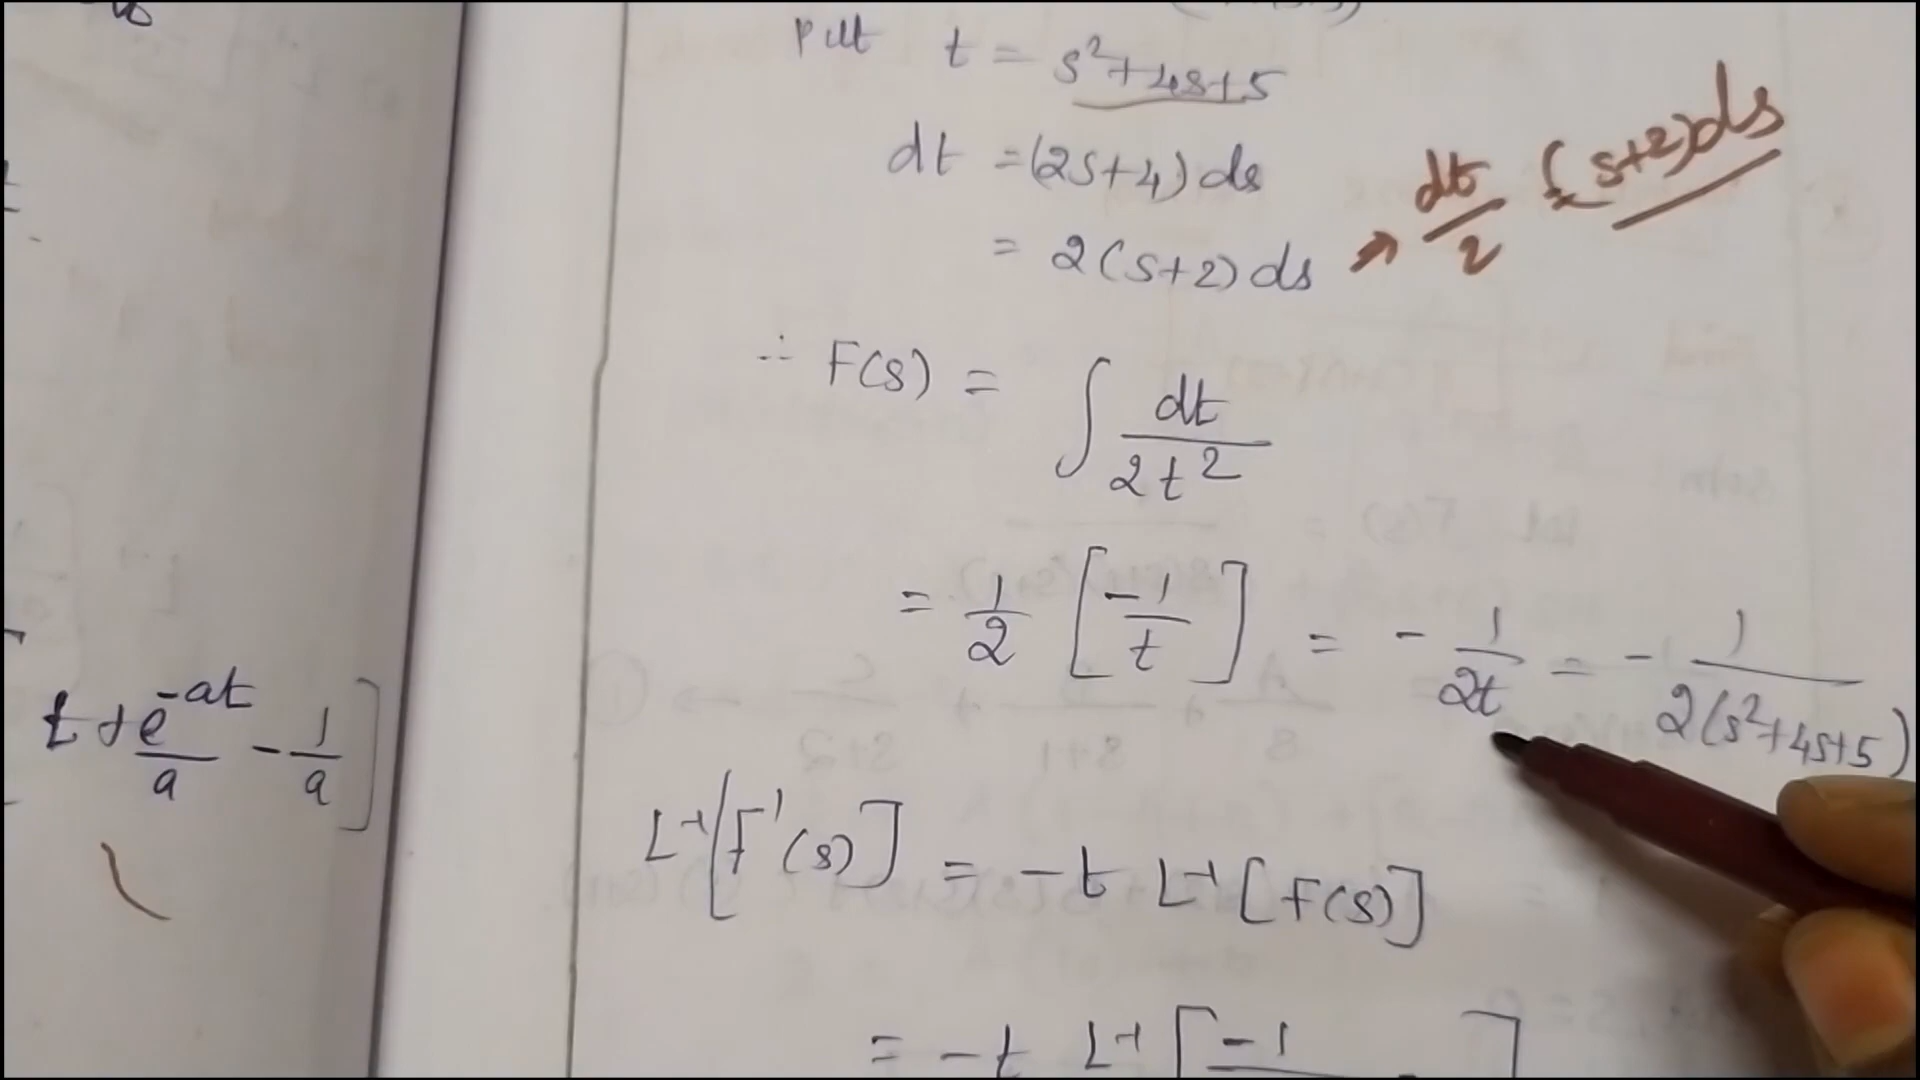 t + e^-at/a - 1/a ]
put t = s²+4s+5
dt = (2s+4) ds
= 2(s+2) ds → dt/2 (s+2) ds
∴ F(s) = ∫ dt/2t²
= 1/2 [ -1/t ] = - 1/2t = - 1/2(s²+4s+5)
L⁻¹[F'(s)] = -t L⁻¹[F(s)]
= -t L⁻¹[ -1 ]